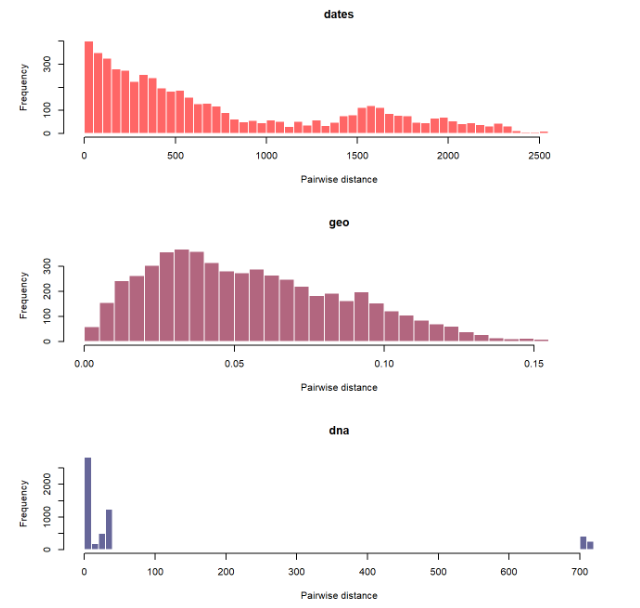 dates
Frequency
0 100 300
0 500 1000 1500 2000 2500
Pairwise distance
geo
Frequency
0 100 200 300
0.00 0.05 0.10 0.15
Pairwise distance
dna
Frequency
0 1000 2000
0 100 200 300 400 500 600 700
Pairwise distance